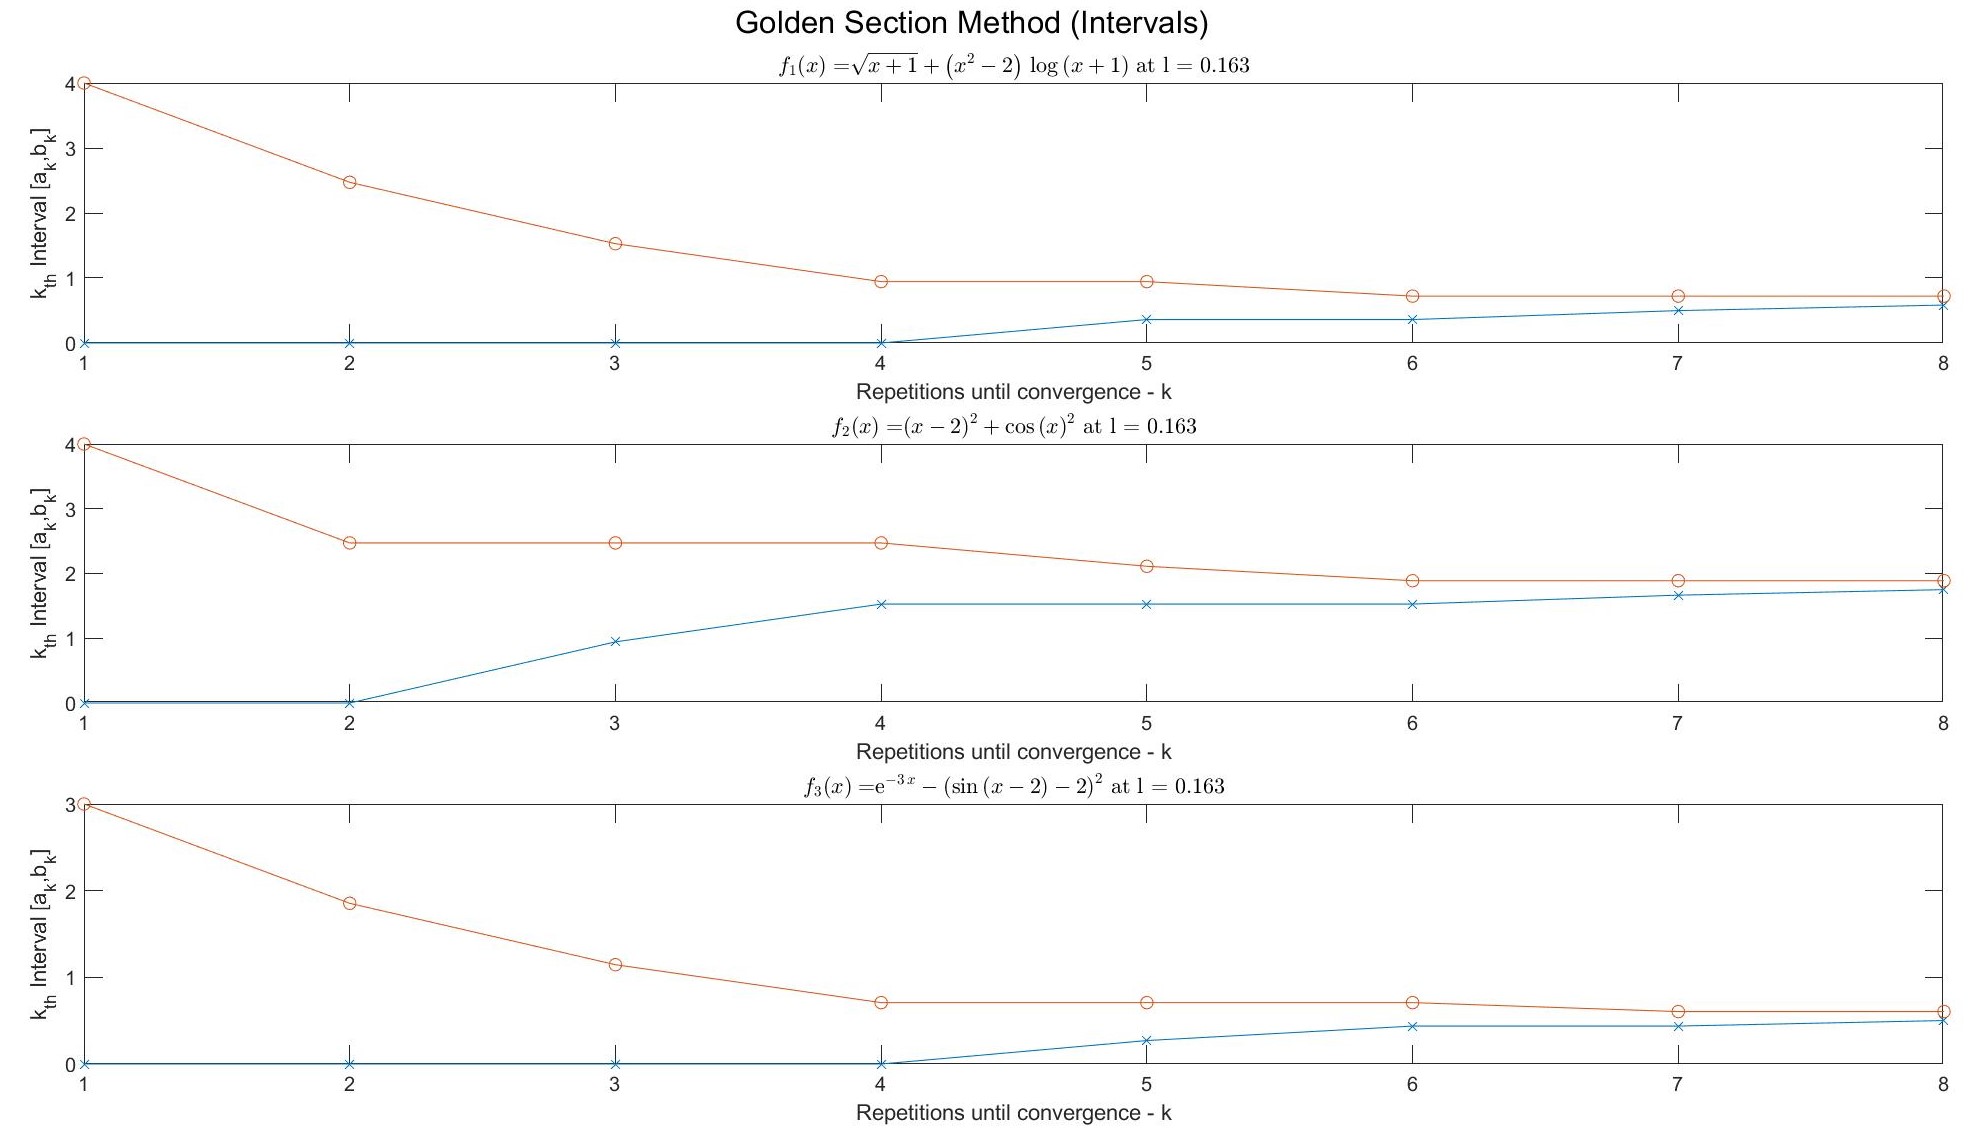 Golden Section Method (Intervals)
f₁(x) =√(x + 1) + (x² − 2) log (x + 1) at l = 0.163
4
3
2
1
0
k_th Interval [a_k,b_k]
1 2 3 4 5 6 7 8
Repetitions until convergence - k
f₂(x) =(x − 2)² + cos (x)² at l = 0.163
4
3
2
1
0
k_th Interval [a_k,b_k]
1 2 3 4 5 6 7 8
Repetitions until convergence - k
f₃(x) =e⁻³ˣ − (sin (x − 2) − 2)² at l = 0.163
3
2
1
0
k_th Interval [a_k,b_k]
1 2 3 4 5 6 7 8
Repetitions until convergence - k